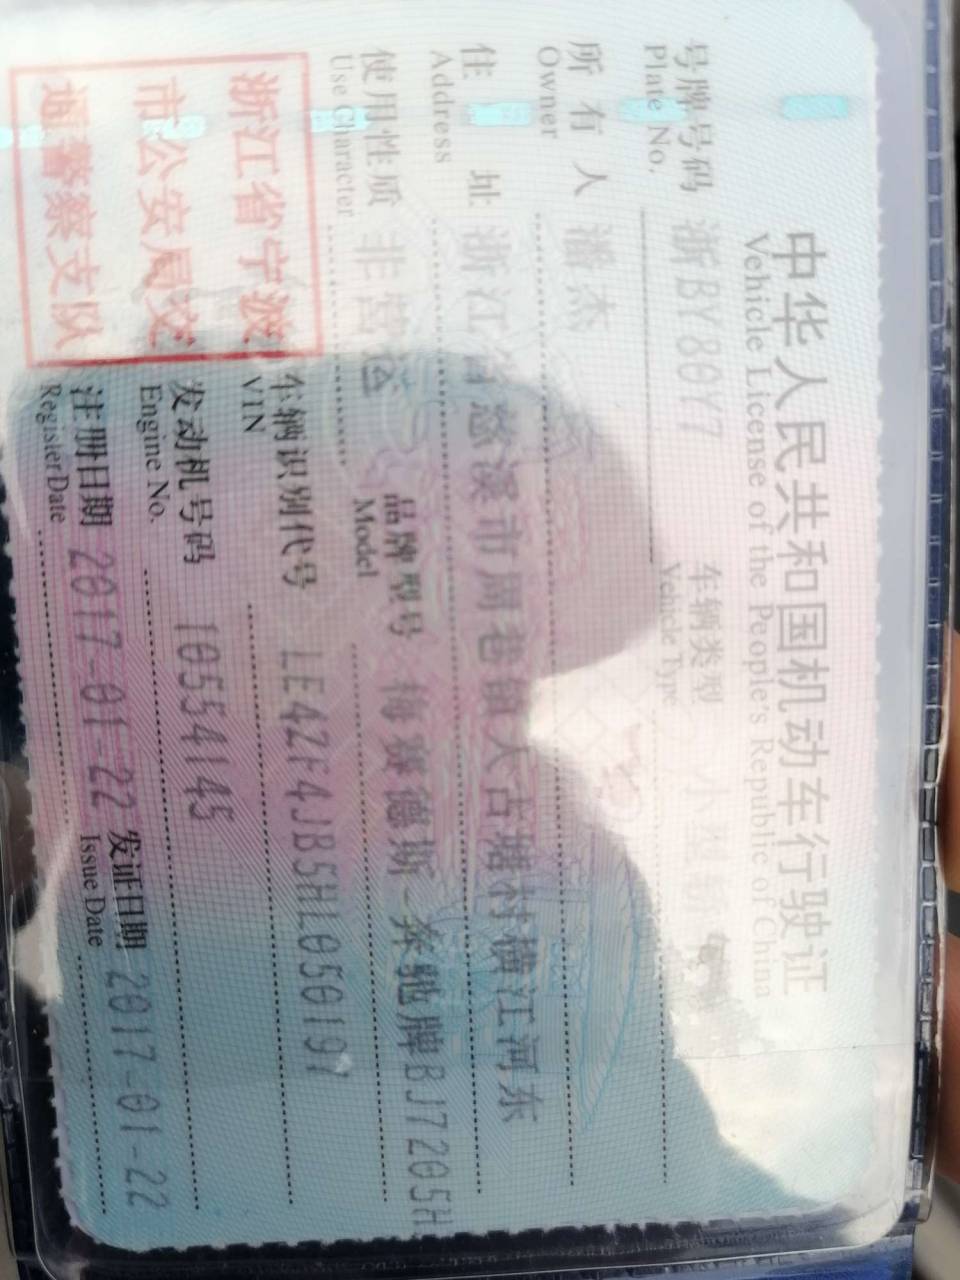 中华人民共和国机动车行驶证
Vehicle License of the People's Republic of China
号牌号码 浙BY80Y7 车辆类型 小型轿车
Plate No. Vehicle Type
所有人 潘杰
Owner
住址 浙江省慈溪市周巷镇天古塘村横江河东
Address
使用性质 非营运 品牌型号 梅赛德斯-奔驰牌BJ7205H
Use Character Model
车辆识别代号 LE4ZF4JB5HL050197
VIN
发动机号码 10554145
Engine No.
注册日期 2017-01-22 发证日期 2017-01-22
Register Date Issue Date
浙江省宁波
市公安局交
通警察支队